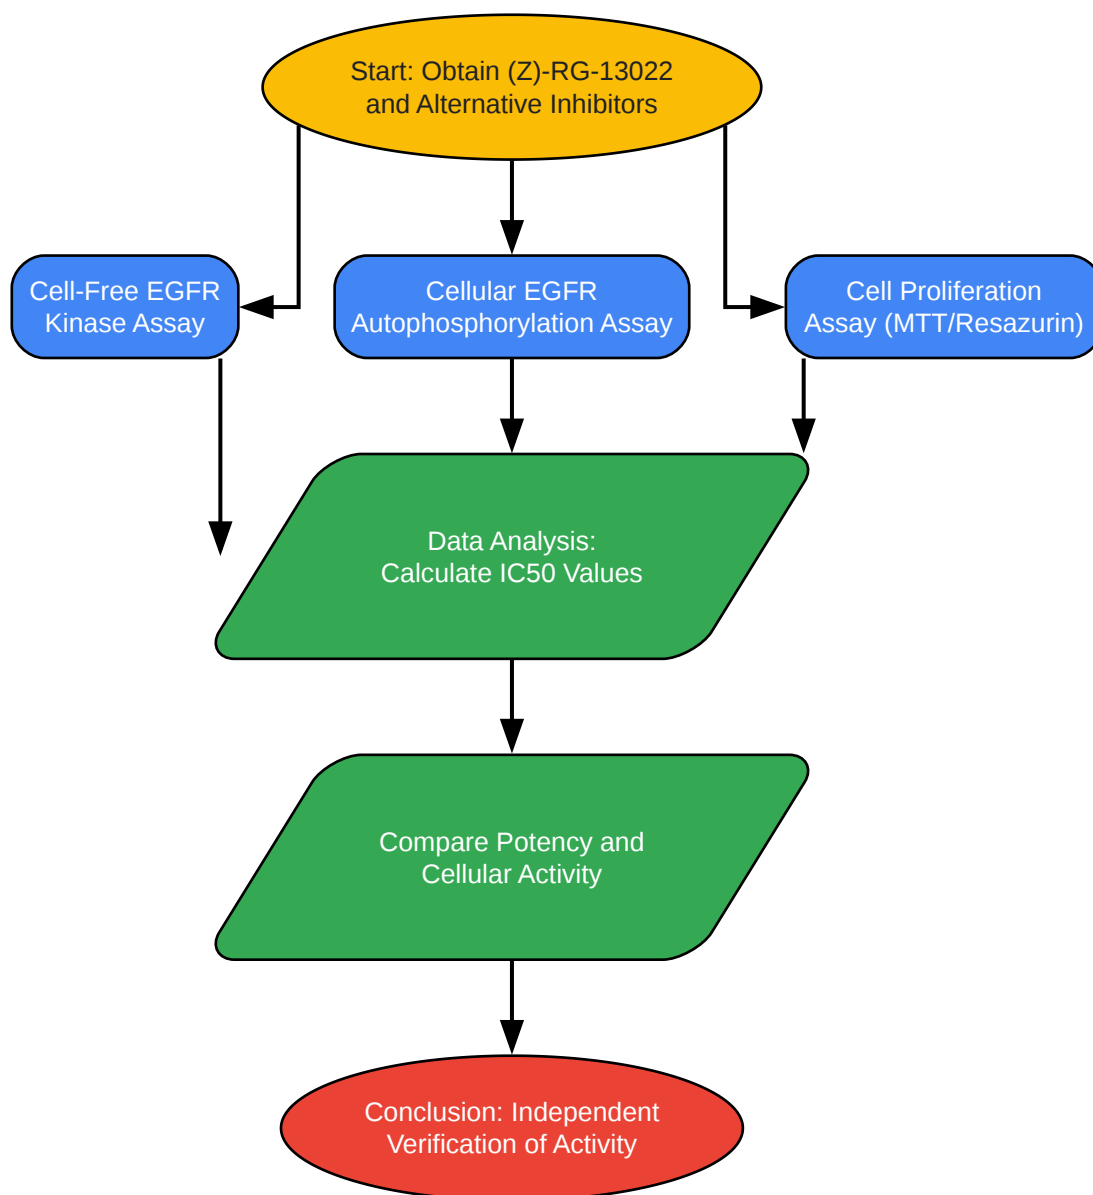 Start: Obtain (Z)-RG-13022
and Alternative Inhibitors
Cell-Free EGFR
Kinase Assay
Cellular EGFR
Autophosphorylation Assay
Cell Proliferation
Assay (MTT/Resazurin)
Data Analysis:
Calculate IC50 Values
Compare Potency and
Cellular Activity
Conclusion: Independent
Verification of Activity